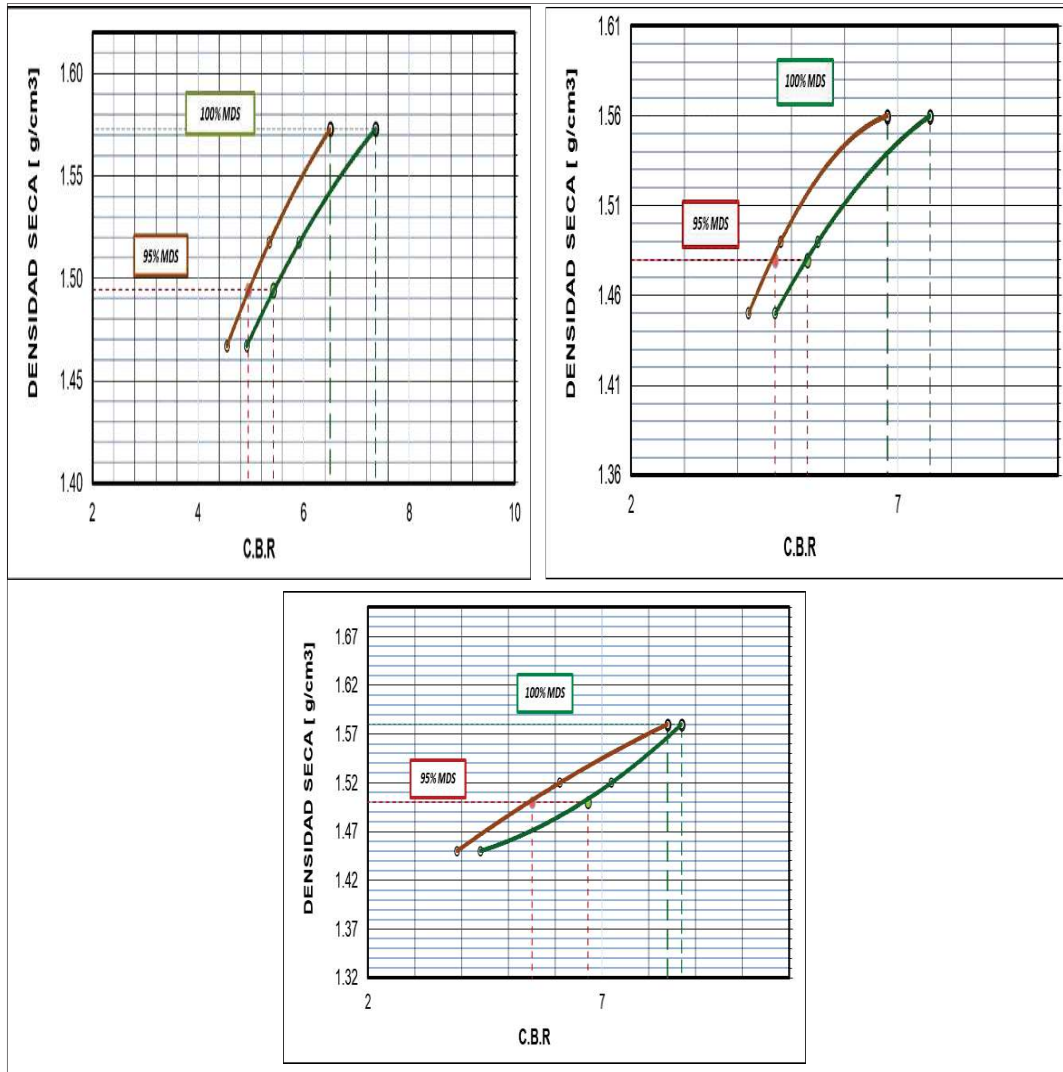 DENSIDAD SECA [ g/cm3]
1.60
1.55
1.50
1.45
1.40
100% MDS
95% MDS
2 4 6 8 10
C.B.R
DENSIDAD SECA [ g/cm3]
1.61
1.56
1.51
1.46
1.41
1.36
100% MDS
95% MDS
2 7
C.B.R
DENSIDAD SECA [ g/cm3]
1.67
1.62
1.57
1.52
1.47
1.42
1.37
1.32
100% MDS
95% MDS
2 7
C.B.R